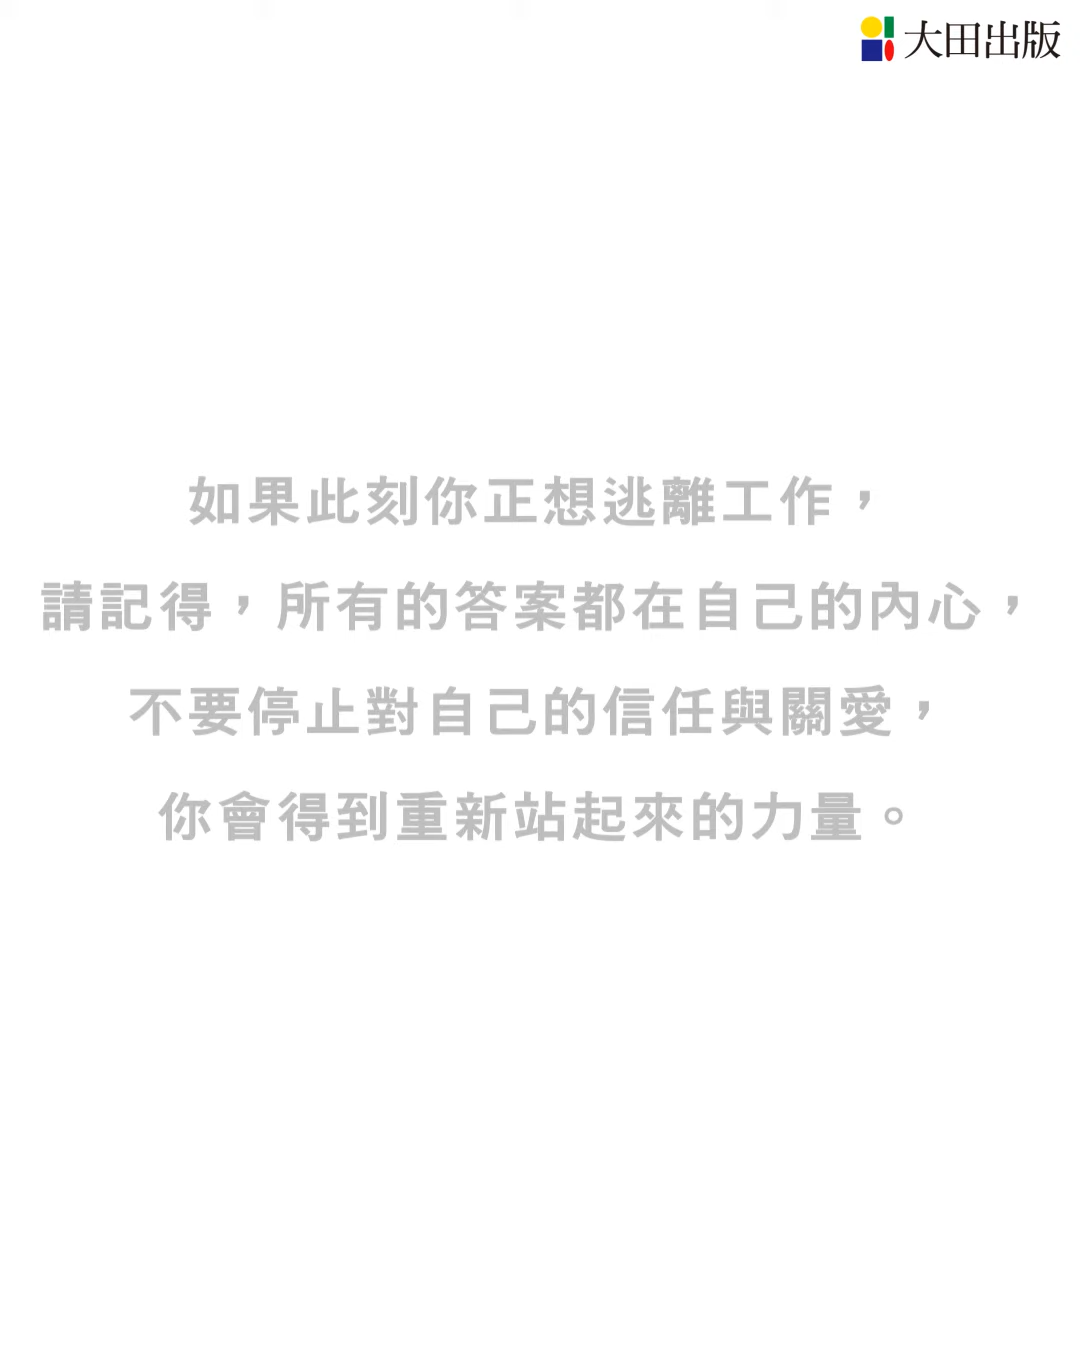 大田出版
如果此刻你正想逃離工作，
請記得，所有的答案都在自己的內心，
不要停止對自己的信任與關愛，
你會得到重新站起來的力量。